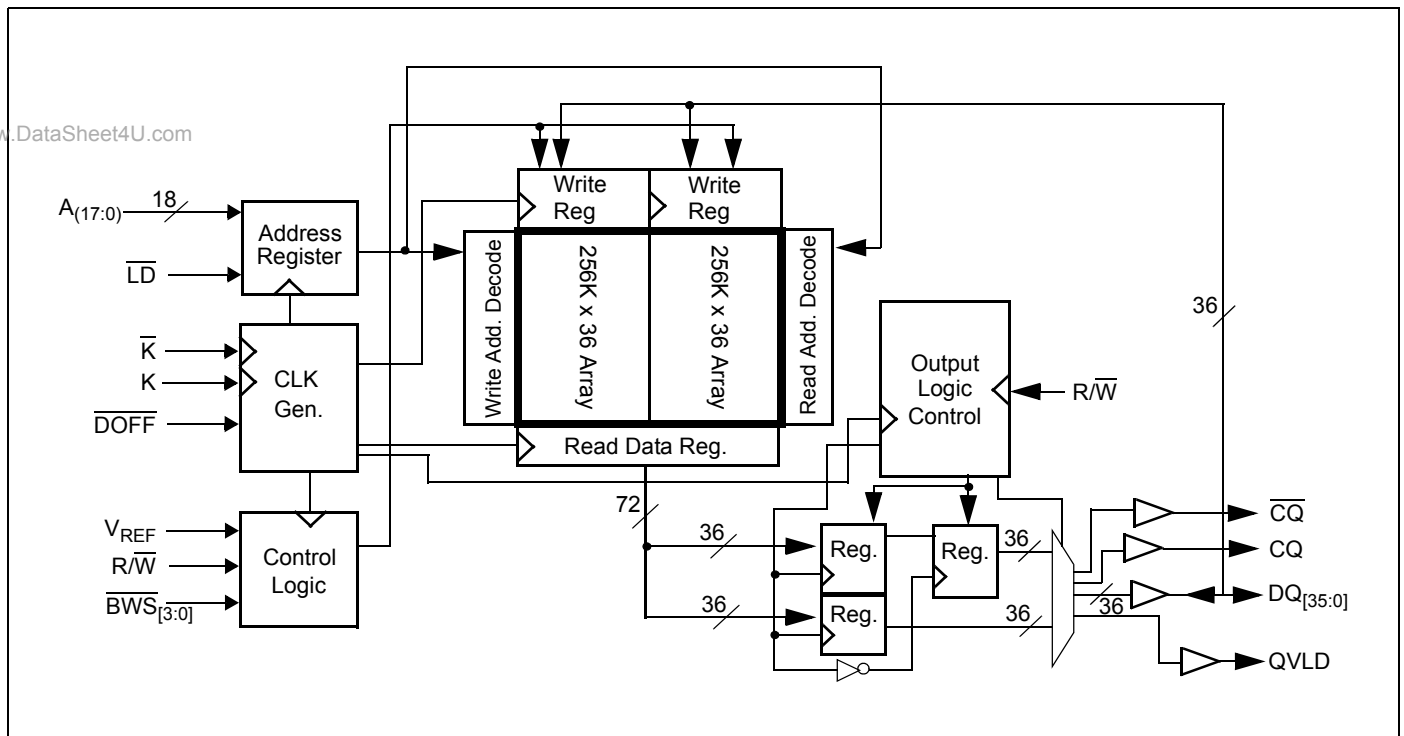 w.DataSheet4U.com
A(17:0)
18
LD
Address
Register
K
K
DOFF
CLK
Gen.
VREF
R/W
BWS[3:0]
Control
Logic
Write
Reg
Write
Reg
Write Add. Decode
256K x 36 Array
256K x 36 Array
Read Add. Decode
Read Data Reg.
72
36
36
Output
Logic
Control
R/W
Reg.
Reg.
Reg.
36
36
36
36
CQ
CQ
DQ[35:0]
QVLD